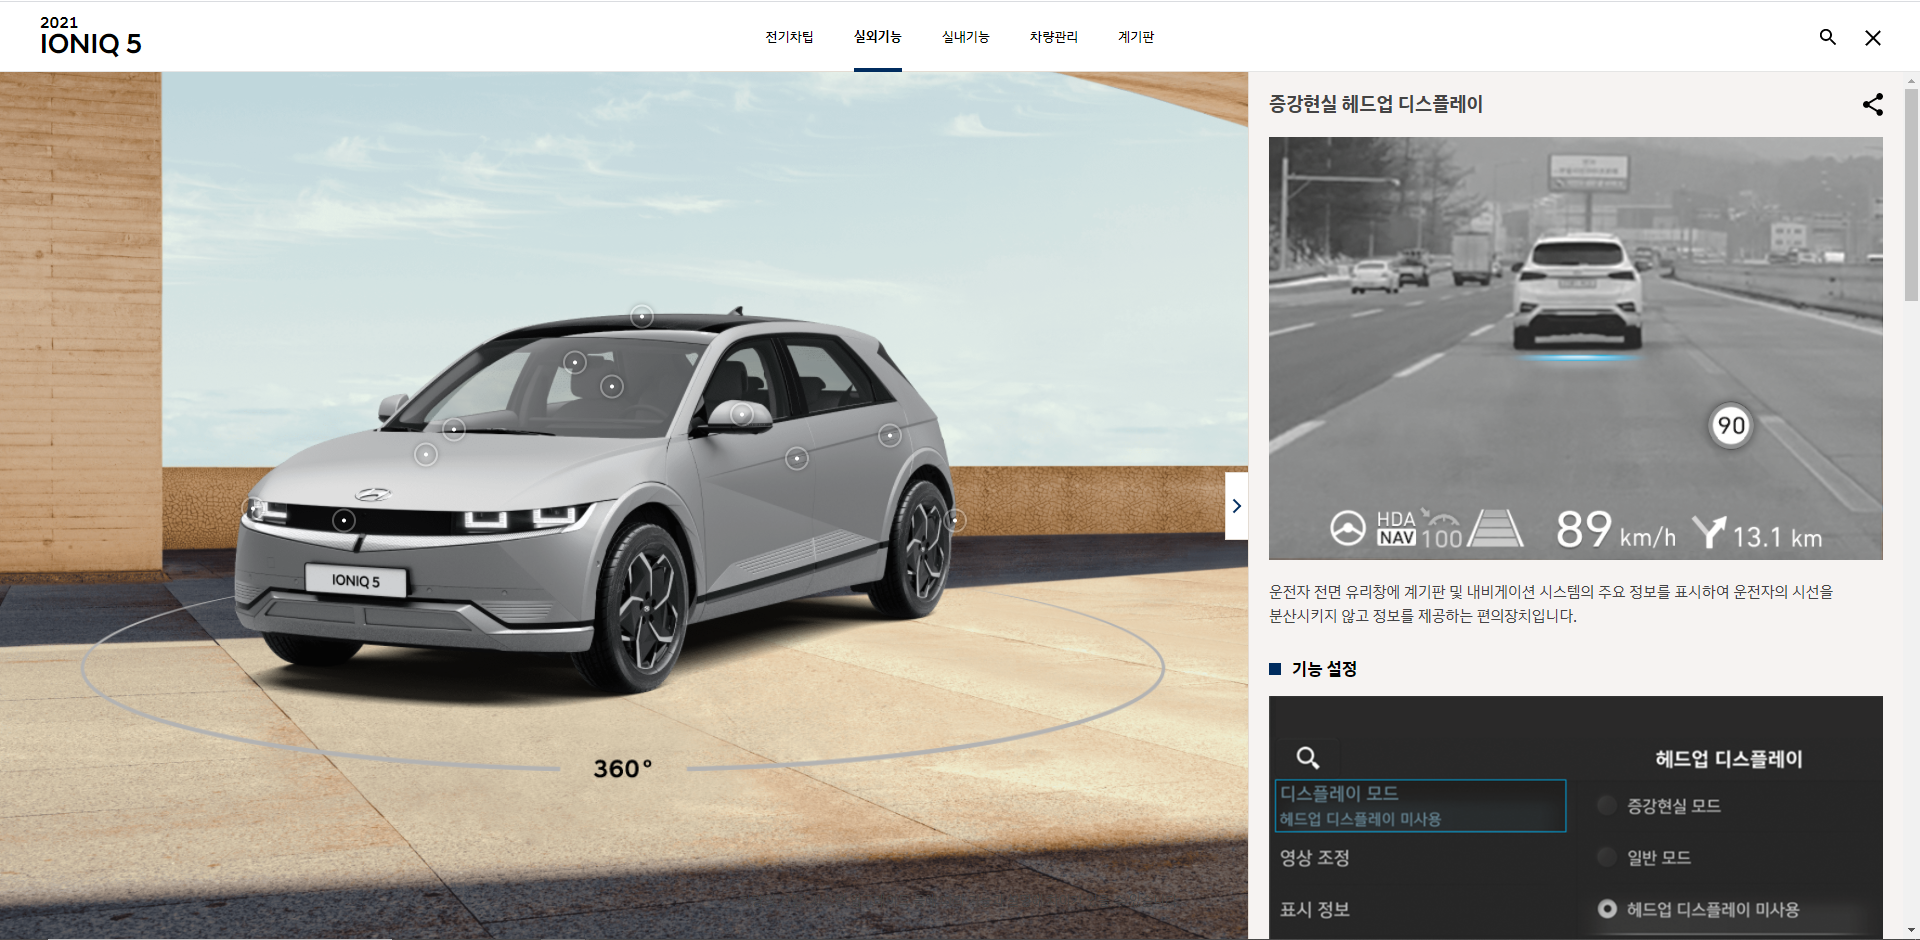 2021
IONIQ 5
전기차팁
실외기능
실내기능
차량관리
계기판
IONIQ 5
360°
증강현실 헤드업 디스플레이
90
HDA
NAV
100
89 km/h
13.1 km
운전자 전면 유리창에 계기판 및 내비게이션 시스템의 주요 정보를 표시하여 운전자의 시선을
분산시키지 않고 정보를 제공하는 편의장치입니다.
기능 설정
헤드업 디스플레이
디스플레이 모드
헤드업 디스플레이 미사용
증강현실 모드
영상 조정
일반 모드
표시 정보
헤드업 디스플레이 미사용